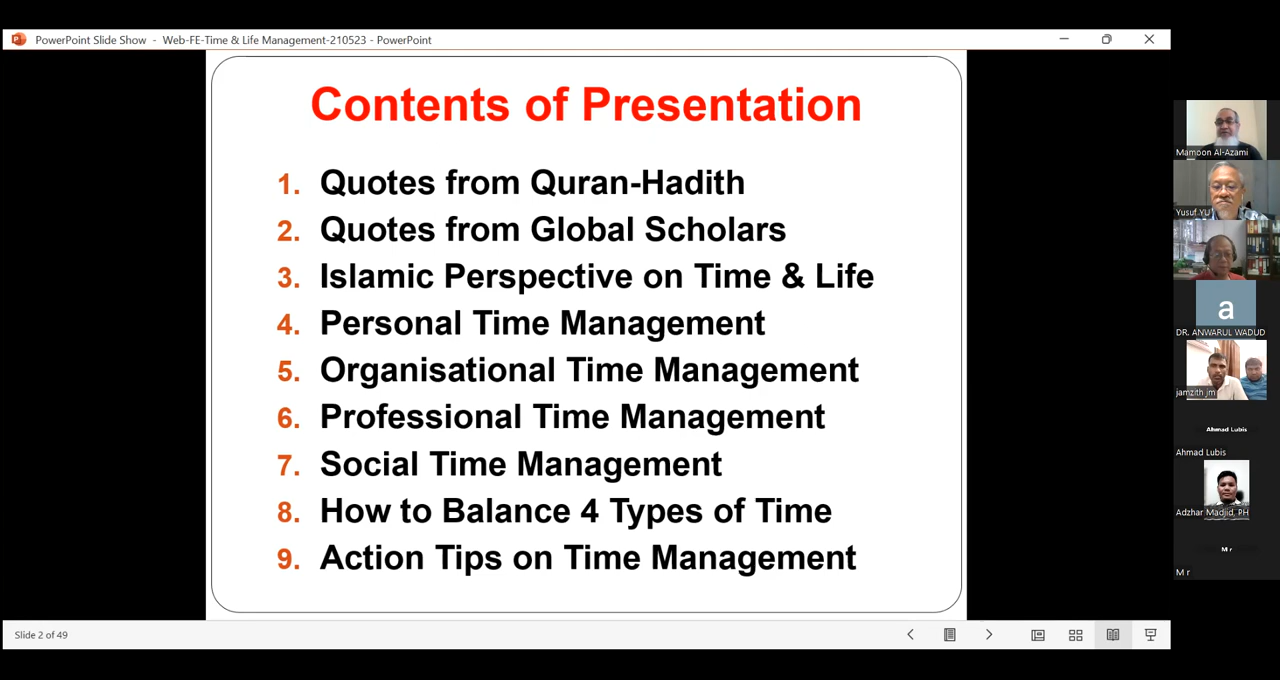 PowerPoint Slide Show - Web-FE-Time & Life Management-210523 - PowerPoint
Contents of Presentation
1. Quotes from Quran-Hadith
2. Quotes from Global Scholars
3. Islamic Perspective on Time & Life
4. Personal Time Management
5. Organisational Time Management
6. Professional Time Management
7. Social Time Management
8. How to Balance 4 Types of Time
9. Action Tips on Time Management
Slide 2 of 49
Mamoon Al-Azami
Yusuf YU
a
DR. ANWARUL WADUD
jamzith jm
Ahmad Lubis
Ahmad Lubis
Adzhar Madjid, PH
M r
M r